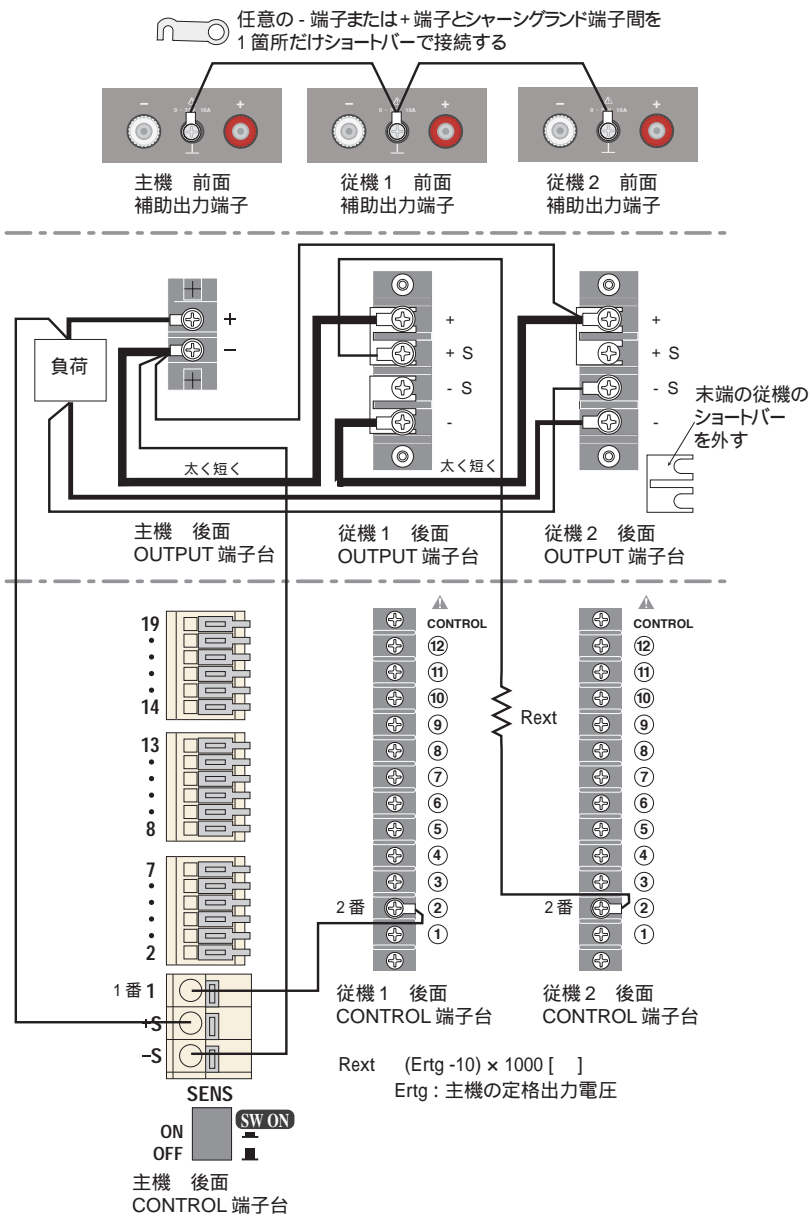 任意の - 端子または + 端子とシャーシグランド端子間を
1 箇所だけショートバーで接続する
− +
− +
− +
主機 前面
補助出力端子
従機 1 前面
補助出力端子
従機 2 前面
補助出力端子
+
−
負荷
太く短く
+
+ S
- S
-
太く短く
+
+ S
- S
-
末端の従機の
ショートバー
を外す
主機 後面
OUTPUT 端子台
従機 1 後面
OUTPUT 端子台
従機 2 後面
OUTPUT 端子台
19
14
13
8
7
2
1 番 1
+S
−S
SENS
ON
OFF
SW ON
主機 後面
CONTROL 端子台
CONTROL
⑫
⑪
⑩
⑨
⑧
⑦
⑥
⑤
④
③
2 番 ②
①
従機 1 後面
CONTROL 端子台
Rext
CONTROL
⑫
⑪
⑩
⑨
⑧
⑦
⑥
⑤
④
③
2 番 ②
①
従機 2 後面
CONTROL 端子台
Rext (Ertg -10) × 1000 [ ]
Ertg : 主機の定格出力電圧